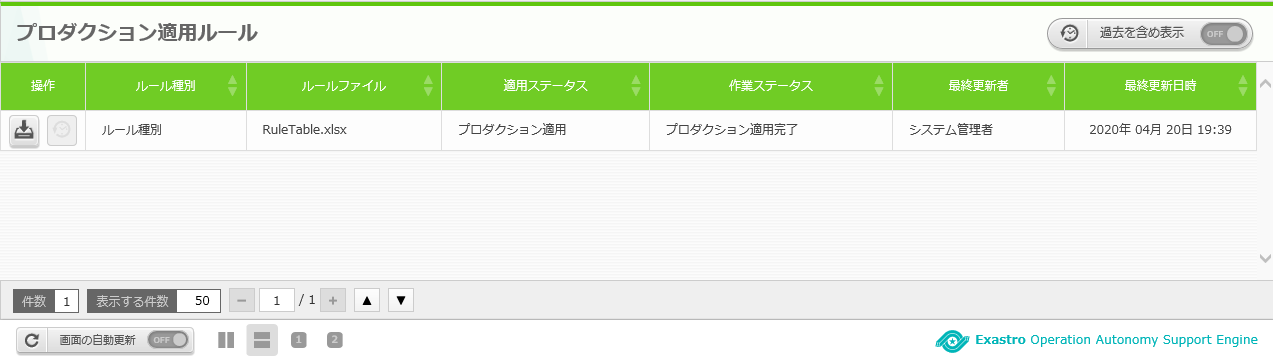 プロダクション適用ルール
過去を含め表示 OFF
操作 ルール種別 ルールファイル 適用ステータス 作業ステータス 最終更新者 最終更新日時
ルール種別 RuleTable.xlsx プロダクション適用 プロダクション適用完了 システム管理者 2020年 04月 20日 19:39
件数 1 表示する件数 50 − 1 / 1 + ▲ ▼
画面の自動更新 OFF 1 2 Exastro Operation Autonomy Support Engine